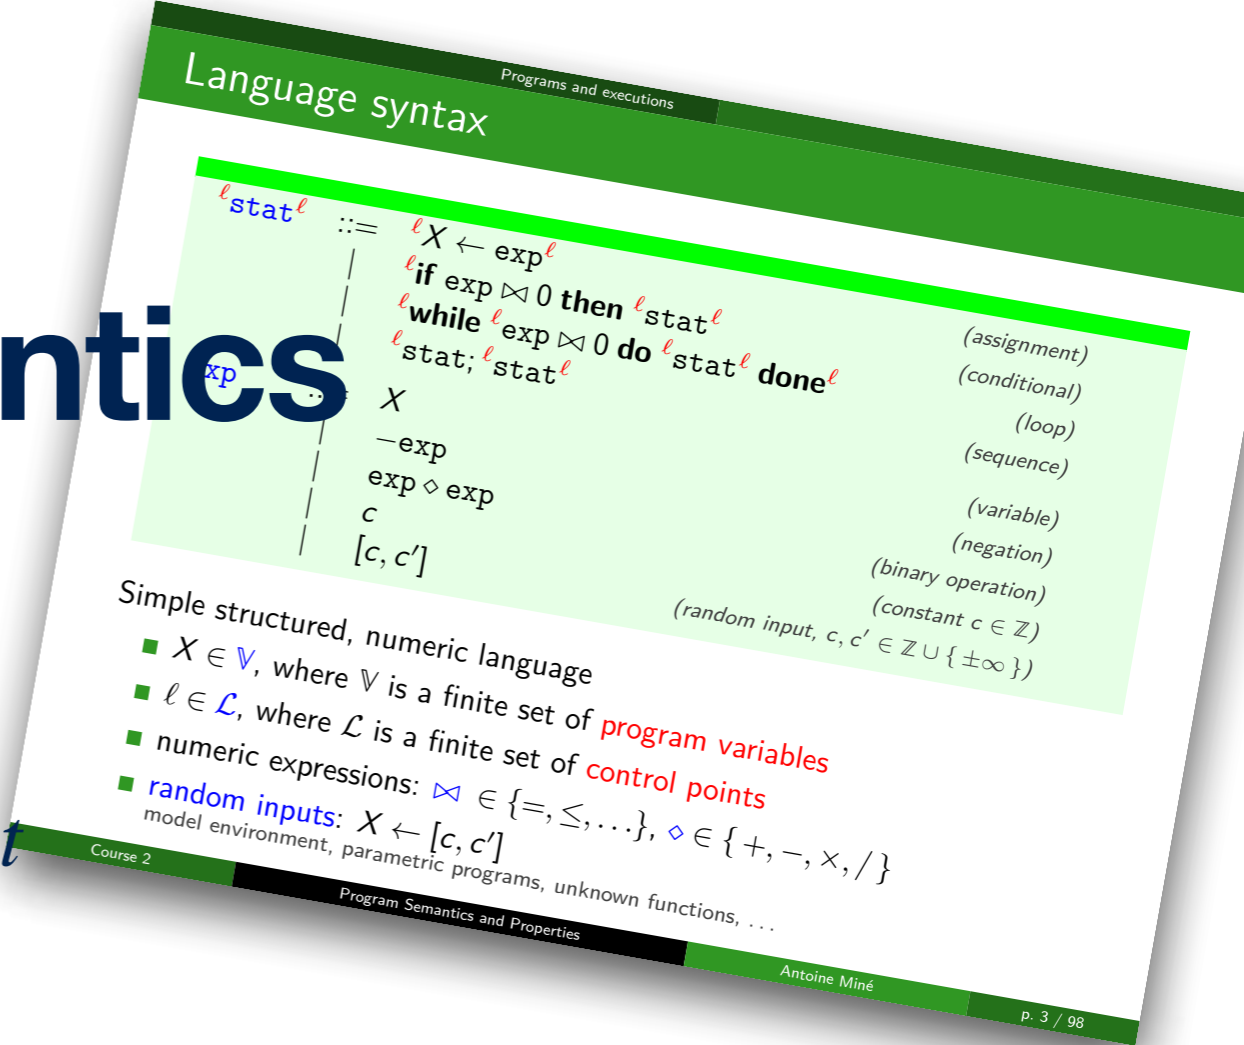 Programs and executions
Language syntax
ℓstatℓ ::= ℓX ← expℓ (assignment)
| ℓif exp ⋈ 0 then ℓstatℓ (conditional)
| ℓwhile ℓexp ⋈ 0 do ℓstatℓ doneℓ (loop)
| ℓstat; ℓstatℓ (sequence)
ntics
xp ::= X (variable)
| −exp (negation)
| exp ⋄ exp (binary operation)
| c (constant c ∈ ℤ)
| [c, c′] (random input, c, c′ ∈ ℤ ∪ { ±∞ })
Simple structured, numeric language
■ X ∈ 𝕍, where 𝕍 is a finite set of program variables
■ ℓ ∈ ℒ, where ℒ is a finite set of control points
■ numeric expressions: ⋈ ∈ {=, ≤, . . .}, ⋄ ∈ { +, −, ×, / }
■ random inputs: X ← [c, c′]
model environment, parametric programs, unknown functions, . . .
t
Course 2
Program Semantics and Properties
Antoine Miné
p. 3 / 98